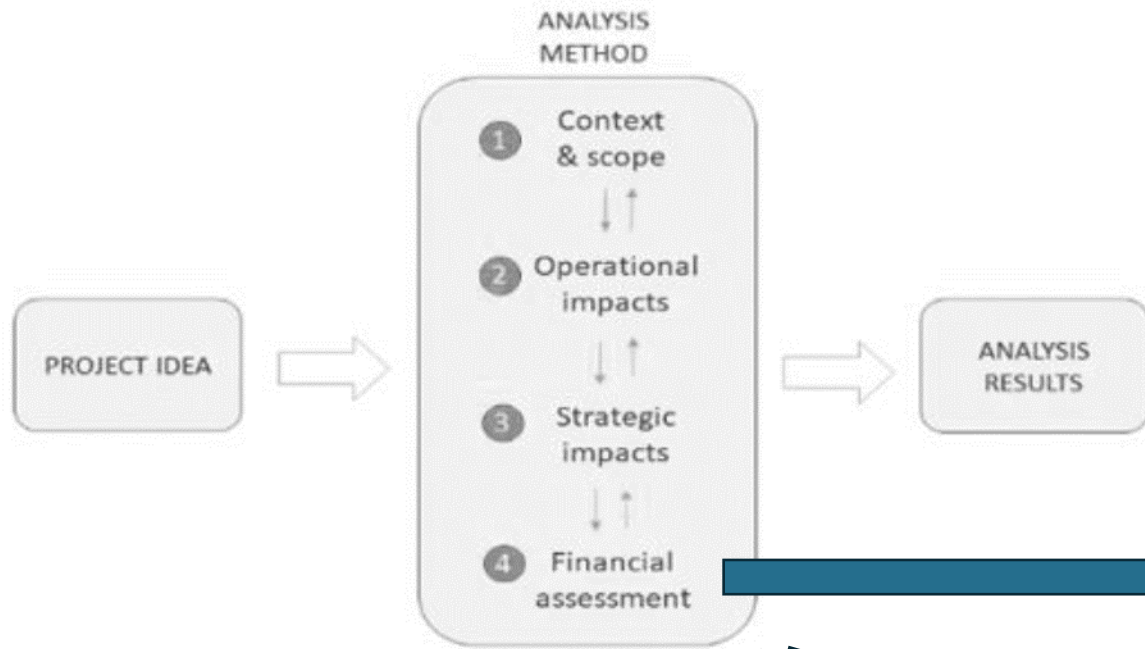 ANALYSIS
METHOD
1 Context
& scope
2 Operational
impacts
PROJECT IDEA
ANALYSIS
RESULTS
3 Strategic
impacts
4 Financial
assessment